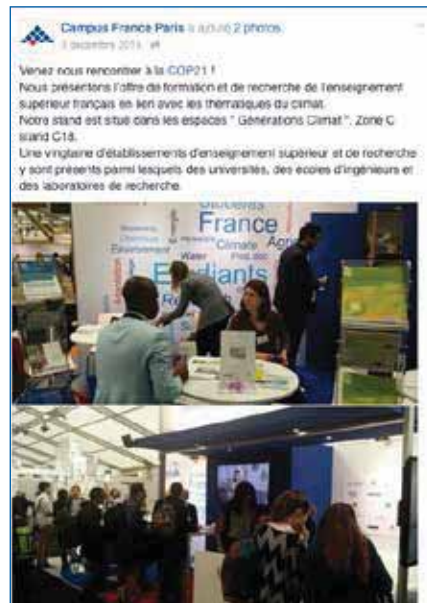 Campus France Paris a ajouté 2 photos.
3 décembre 2015
Venez nous rencontrer à la COP21 !
Nous présentons l'offre de formation et de recherche de l'enseignement
supérieur français en lien avec les thématiques du climat.
Notre stand est situé dans les espaces " Générations Climat ", Zone C
stand C18.
Une vingtaine d'établissements d'enseignement supérieur et de recherche
y sont présents parmi lesquels des universités, des écoles d'ingénieurs et
des laboratoires de recherche.
Students
France
Climate
Environment
Water
Etudiants